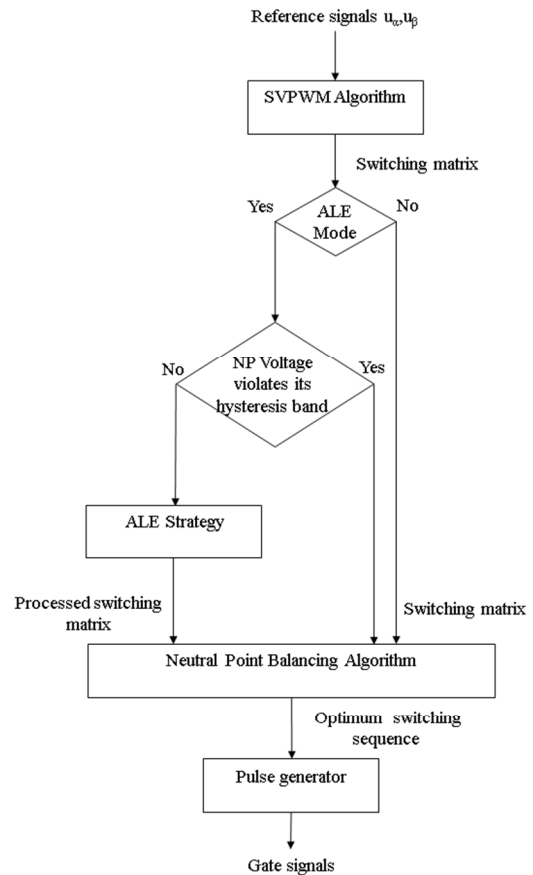 Reference signals uα,uβ
SVPWM Algorithm
Switching matrix
Yes
ALE
Mode
No
No
NP Voltage
violates its
hysteresis band
Yes
ALE Strategy
Processed switching
matrix
Switching matrix
Neutral Point Balancing Algorithm
Optimum switching
sequence
Pulse generator
Gate signals